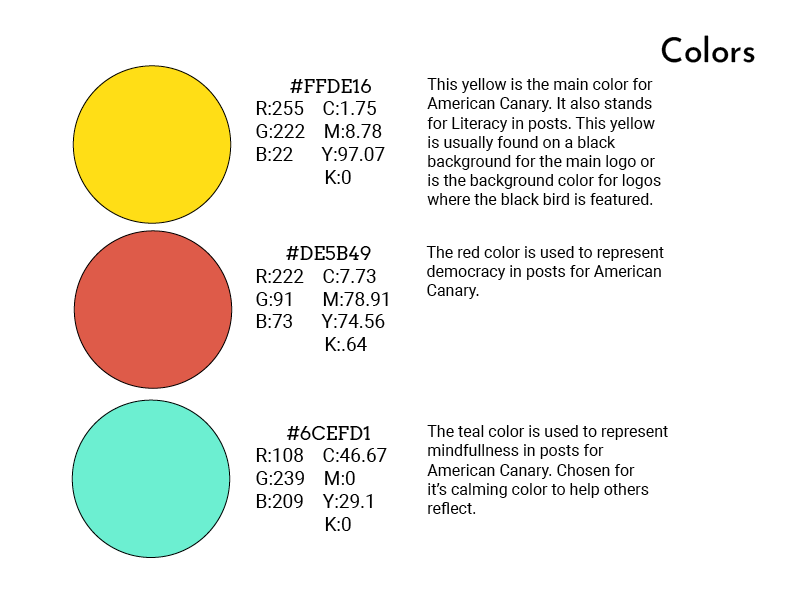 Colors
#FFDE16
R:255 C:1.75
G:222 M:8.78
B:22 Y:97.07
K:0
This yellow is the main color for
American Canary. It also stands
for Literacy in posts. This yellow
is usually found on a black
background for the main logo or
is the background color for logos
where the black bird is featured.
#DE5B49
R:222 C:7.73
G:91 M:78.91
B:73 Y:74.56
K:.64
The red color is used to represent
democracy in posts for American
Canary.
#6CEFD1
R:108 C:46.67
G:239 M:0
B:209 Y:29.1
K:0
The teal color is used to represent
mindfullness in posts for
American Canary. Chosen for
it's calming color to help others
reflect.